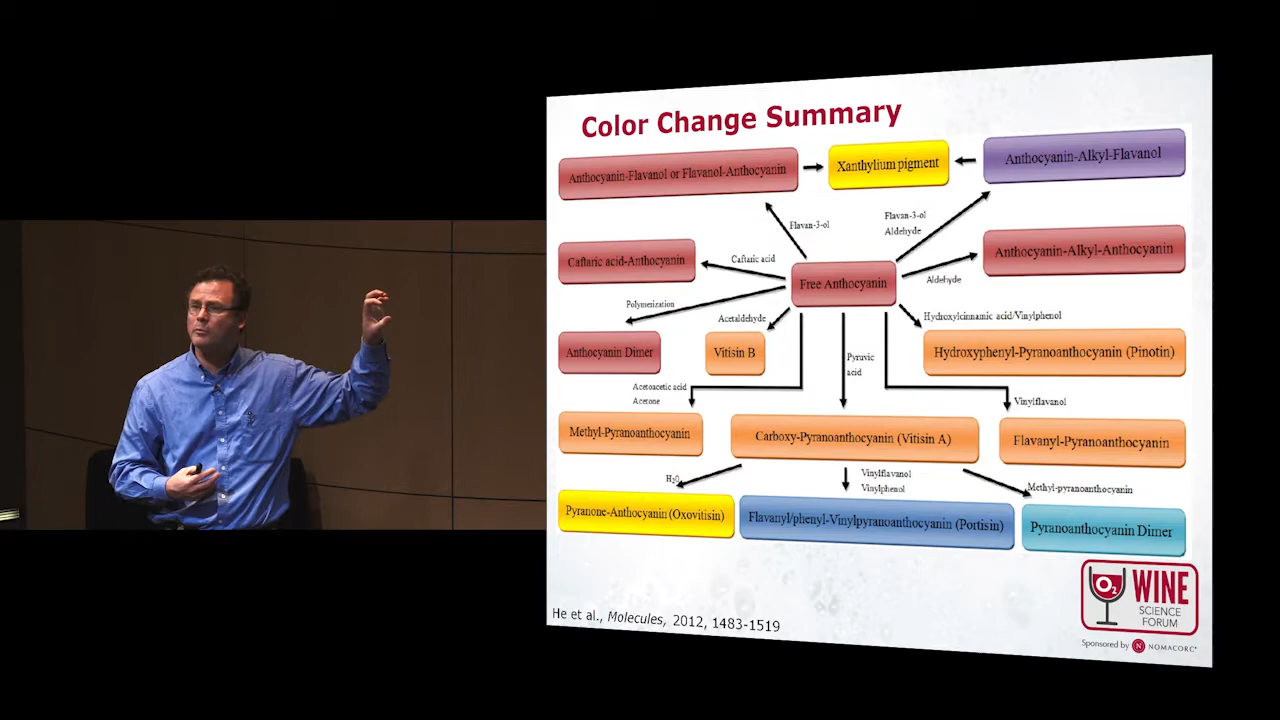 Color Change Summary
Anthocyanin-Flavanol or Flavanol-Anthocyanin
Xanthylium pigment
Anthocyanin-Alkyl-Flavanol
Flavan-3-ol
Flavan-3-ol
Aldehyde
Caftaric acid-Anthocyanin
Caftaric acid
Free Anthocyanin
Aldehyde
Anthocyanin-Alkyl-Anthocyanin
Polymerization
Acetaldehyde
Hydroxylcinnamic acid/Vinylphenol
Anthocyanin Dimer
Vitisin B
Pyruvic
acid
Hydroxyphenyl-Pyranoanthocyanin (Pinotin)
Acetoacetic acid
Acetone
Vinylflavanol
Methyl-Pyranoanthocyanin
Carboxy-Pyranoanthocyanin (Vitisin A)
Flavanyl-Pyranoanthocyanin
H2O
Vinylflavanol
Vinylphenol
Methyl-pyranoanthocyanin
Pyranone-Anthocyanin (Oxovitisin)
Flavanyl/phenyl-Vinylpyranoanthocyanin (Portisin)
Pyranoanthocyanin Dimer
O2 WINE
SCIENCE
FORUM
Sponsored by N NOMACORC
He et al., Molecules, 2012, 1483-1519